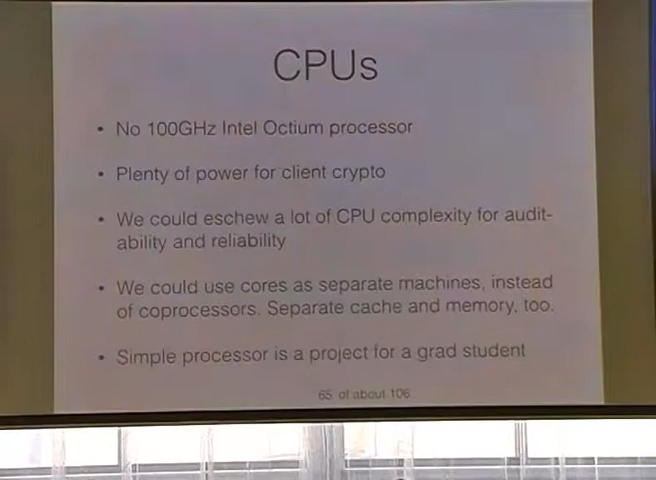 CPUs
• No 100GHz Intel Octium processor
• Plenty of power for client crypto
• We could eschew a lot of CPU complexity for audit-
ability and reliability
• We could use cores as separate machines, instead
of coprocessors. Separate cache and memory, too.
• Simple processor is a project for a grad student
65 of about 106